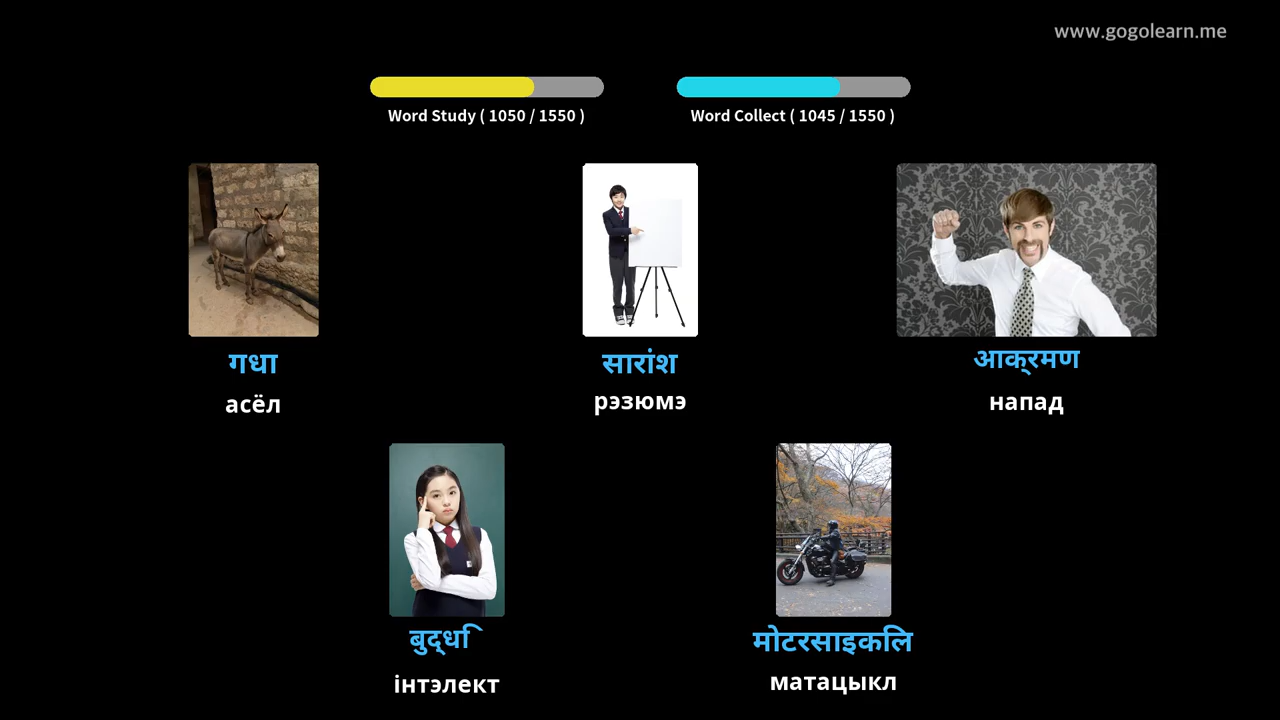 www.gogolearn.me
Word Study ( 1050 / 1550 )
Word Collect ( 1045 / 1550 )
गधा
सारांश
आक्रमण
асёл
рэзюмэ
напад
बुद्धि
मोटरसाइकलि
інтэлект
матацыкл